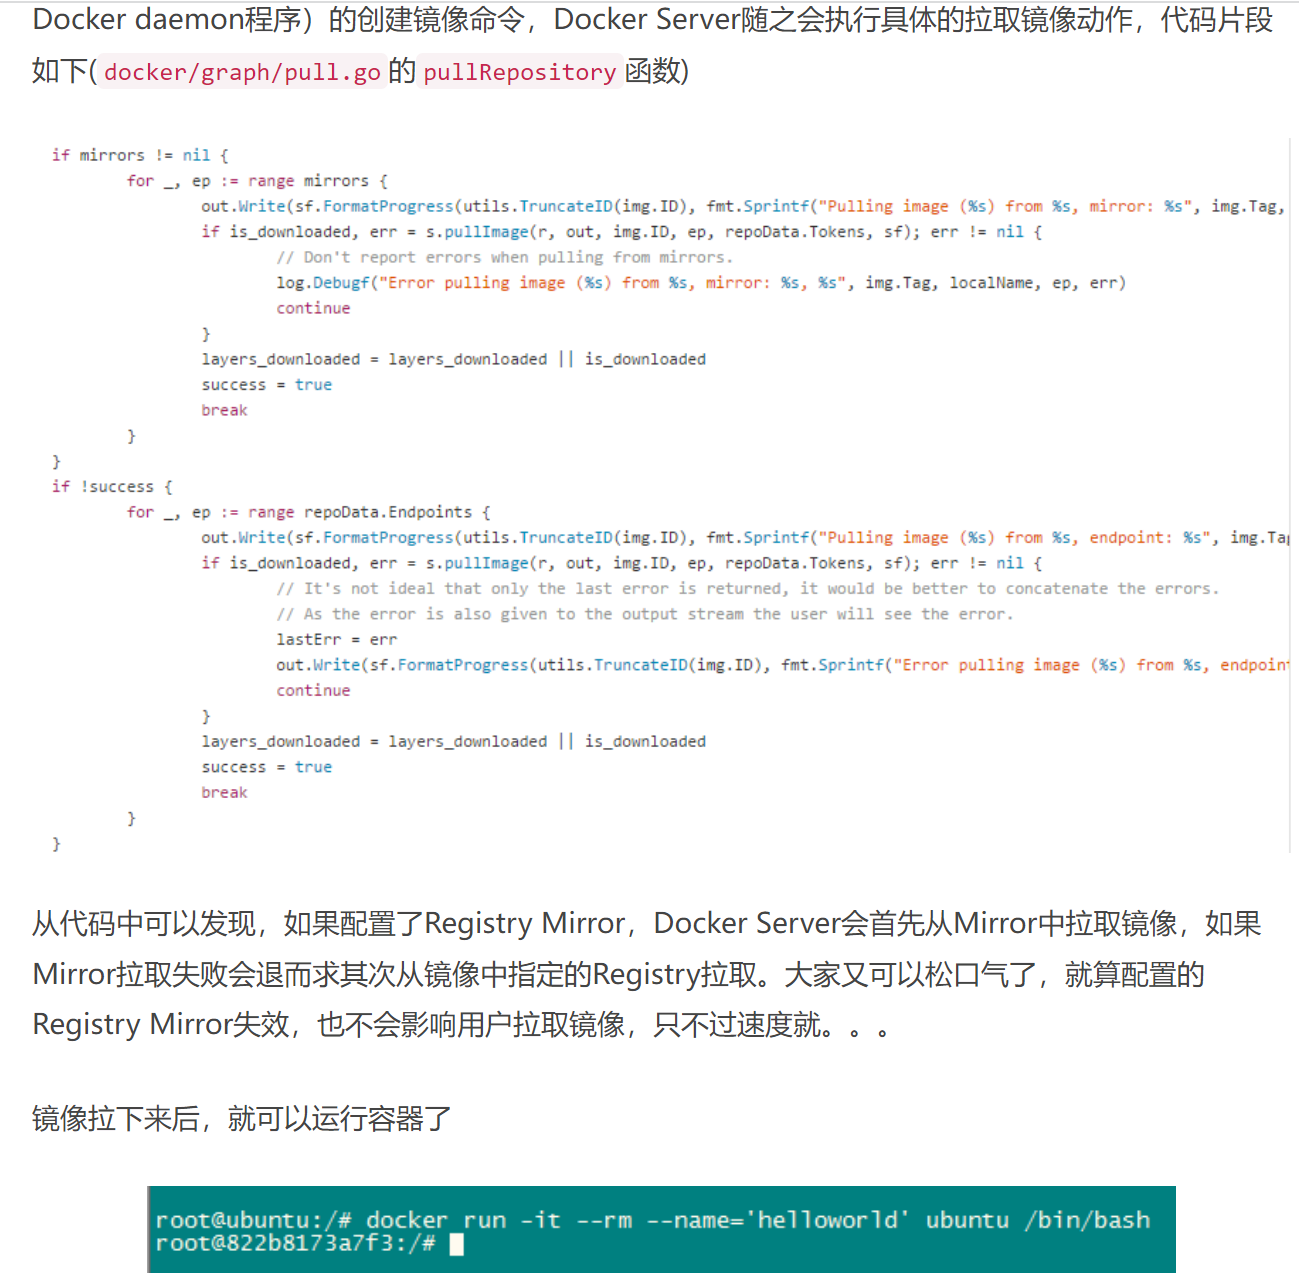 Docker daemon程序）的创建镜像命令，Docker Server随之会执行具体的拉取镜像动作，代码片段
如下(docker/graph/pull.go的pullRepository函数)
if mirrors != nil {
for _, ep := range mirrors {
out.Write(sf.FormatProgress(utils.TruncateID(img.ID), fmt.Sprintf("Pulling image (%s) from %s, mirror: %s", img.Tag,
if is_downloaded, err = s.pullImage(r, out, img.ID, ep, repoData.Tokens, sf); err != nil {
// Don't report errors when pulling from mirrors.
log.Debugf("Error pulling image (%s) from %s, mirror: %s, %s", img.Tag, localName, ep, err)
continue
}
layers_downloaded = layers_downloaded || is_downloaded
success = true
break
}
}
if !success {
for _, ep := range repoData.Endpoints {
out.Write(sf.FormatProgress(utils.TruncateID(img.ID), fmt.Sprintf("Pulling image (%s) from %s, endpoint: %s", img.Tag
if is_downloaded, err = s.pullImage(r, out, img.ID, ep, repoData.Tokens, sf); err != nil {
// It's not ideal that only the last error is returned, it would be better to concatenate the errors.
// As the error is also given to the output stream the user will see the error.
lastErr = err
out.Write(sf.FormatProgress(utils.TruncateID(img.ID), fmt.Sprintf("Error pulling image (%s) from %s, endpoint
continue
}
layers_downloaded = layers_downloaded || is_downloaded
success = true
break
}
}
从代码中可以发现，如果配置了Registry Mirror，Docker Server会首先从Mirror中拉取镜像，如果
Mirror拉取失败会退而求其次从镜像中指定的Registry拉取。大家又可以松口气了，就算配置的
Registry Mirror失效，也不会影响用户拉取镜像，只不过速度就。。。
镜像拉下来后，就可以运行容器了
root@ubuntu:/# docker run -it --rm --name='helloworld' ubuntu /bin/bash
root@822b8173a7f3:/#